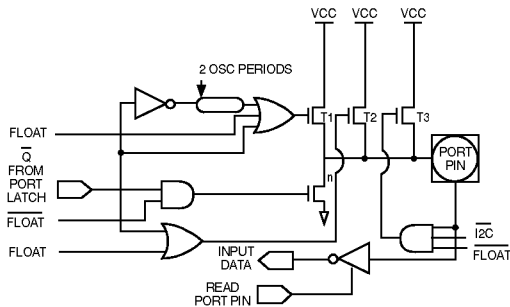 VCC VCC VCC
2 OSC PERIODS
T1 T2 T3
FLOAT
Q
FROM
PORT
LATCH
PORT
PIN
n
FLOAT
I2C
FLOAT
FLOAT
INPUT
DATA
READ
PORT PIN